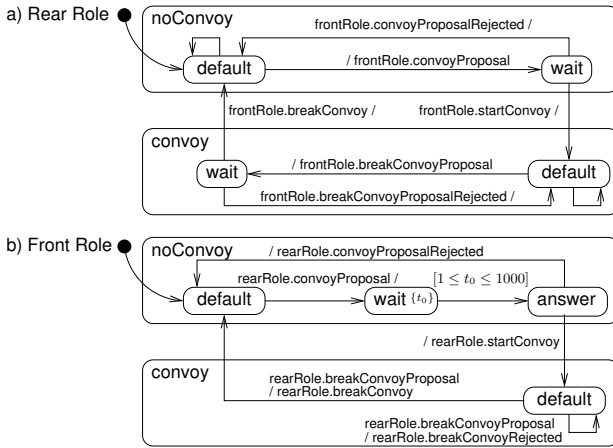 a) Rear Role
noConvoy
frontRole.convoyProposalRejected /
default
/ frontRole.convoyProposal
wait
frontRole.breakConvoy /
frontRole.startConvoy /
convoy
wait
/ frontRole.breakConvoyProposal
default
frontRole.breakConvoyProposalRejected /
b) Front Role
noConvoy
/ rearRole.convoyProposalRejected
rearRole.convoyProposal /
[1 ≤ t₀ ≤ 1000]
default
wait {t₀}
answer
/ rearRole.startConvoy
convoy
rearRole.breakConvoyProposal
/ rearRole.breakConvoy
default
rearRole.breakConvoyProposal
/ rearRole.breakConvoyRejected